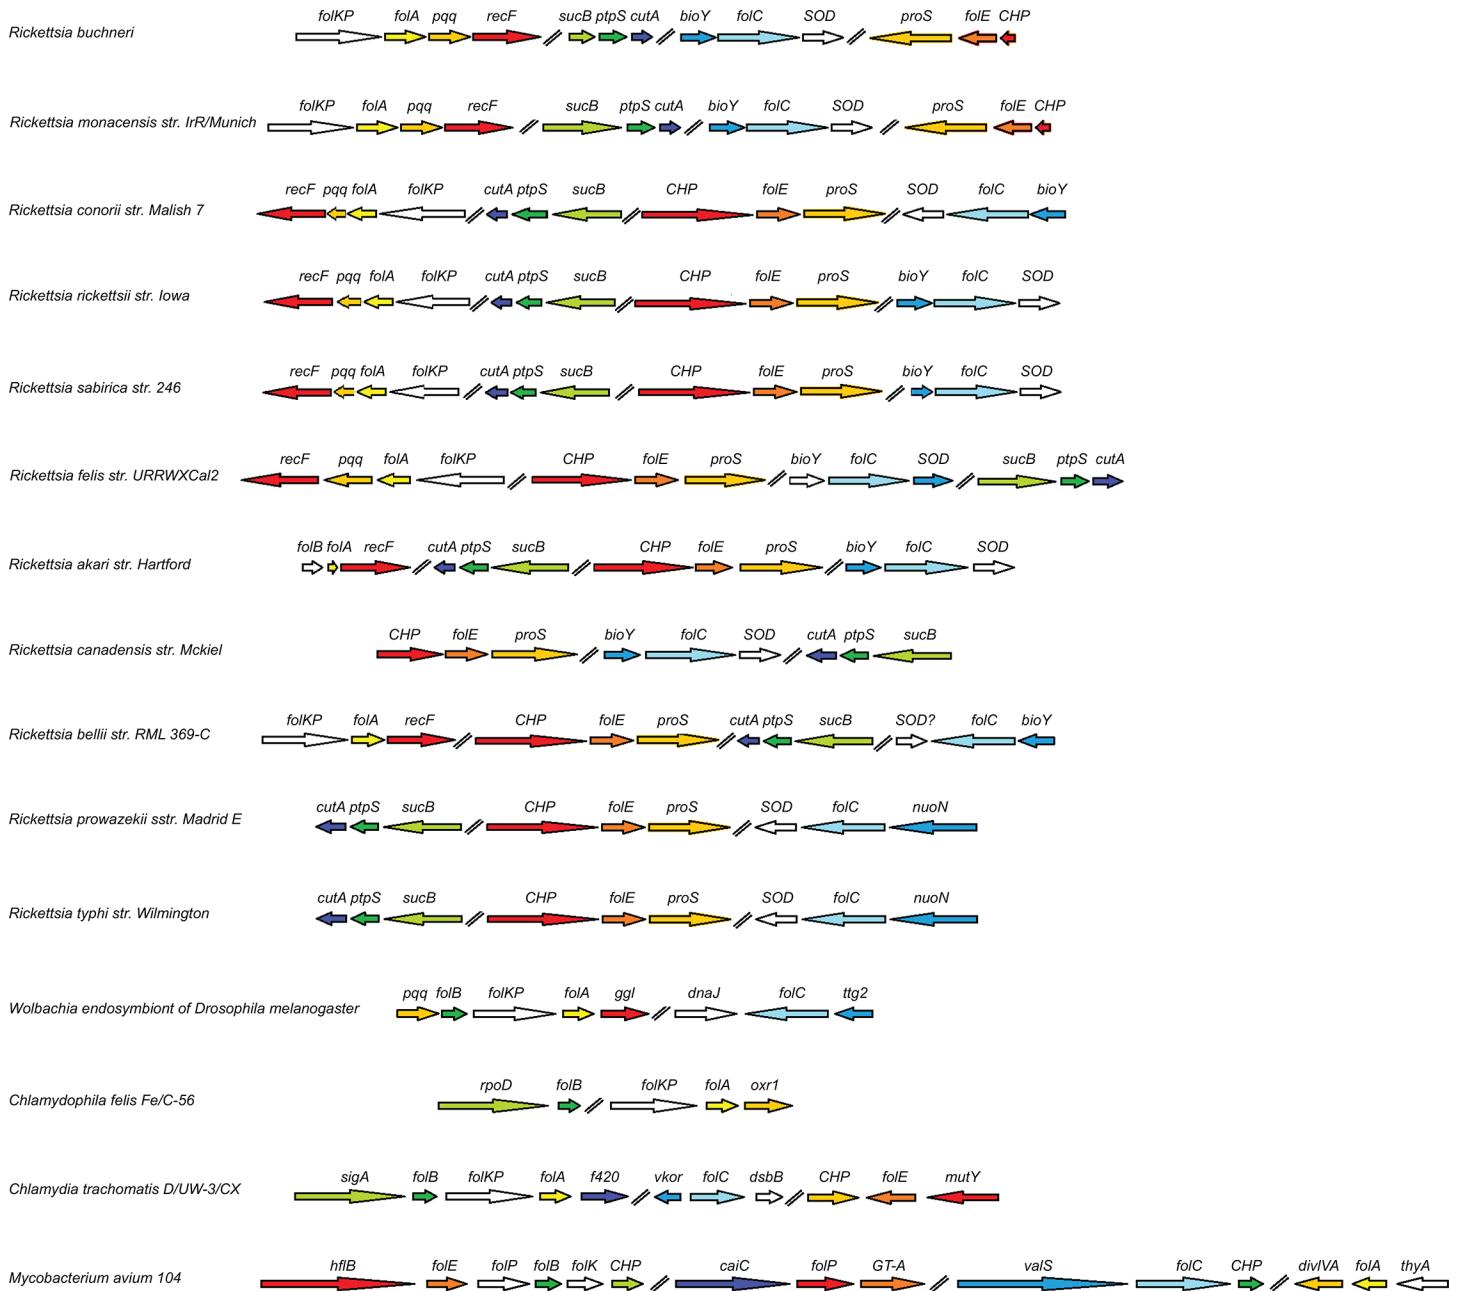 folKP folA pqq recF sucB ptpS cutA bioY folC SOD proS folE CHP
Rickettsia buchneri
folKP folA pqq recF sucB ptpS cutA bioY folC SOD proS folE CHP
Rickettsia monacensis str. IrR/Munich
recF pqq folA folKP cutA ptpS sucB CHP folE proS SOD folC bioY
Rickettsia conorii str. Malish 7
recF pqq folA folKP cutA ptpS sucB CHP folE proS bioY folC SOD
Rickettsia rickettsii str. Iowa
recF pqq folA folKP cutA ptpS sucB CHP folE proS bioY folC SOD
Rickettsia sabirica str. 246
recF pqq folA folKP CHP folE proS bioY folC SOD sucB ptpS cutA
Rickettsia felis str. URRWXCal2
folB folA recF cutA ptpS sucB CHP folE proS bioY folC SOD
Rickettsia akari str. Hartford
CHP folE proS bioY folC SOD cutA ptpS sucB
Rickettsia canadensis str. Mckiel
folKP folA recF CHP folE proS cutA ptpS sucB SOD? folC bioY
Rickettsia bellii str. RML 369-C
cutA ptpS sucB CHP folE proS SOD folC nuoN
Rickettsia prowazekii sstr. Madrid E
cutA ptpS sucB CHP folE proS SOD folC nuoN
Rickettsia typhi str. Wilmington
pqq folB folKP folA ggl dnaJ folC ttg2
Wolbachia endosymbiont of Drosophila melanogaster
rpoD folB folKP folA oxr1
Chlamydophila felis Fe/C-56
sigA folB folKP folA f420 vkor folC dsbB CHP folE mutY
Chlamydia trachomatis D/UW-3/CX
hflB folE folP folB folK CHP caiC folP GT-A valS folC CHP divIVA folA thyA
Mycobacterium avium 104